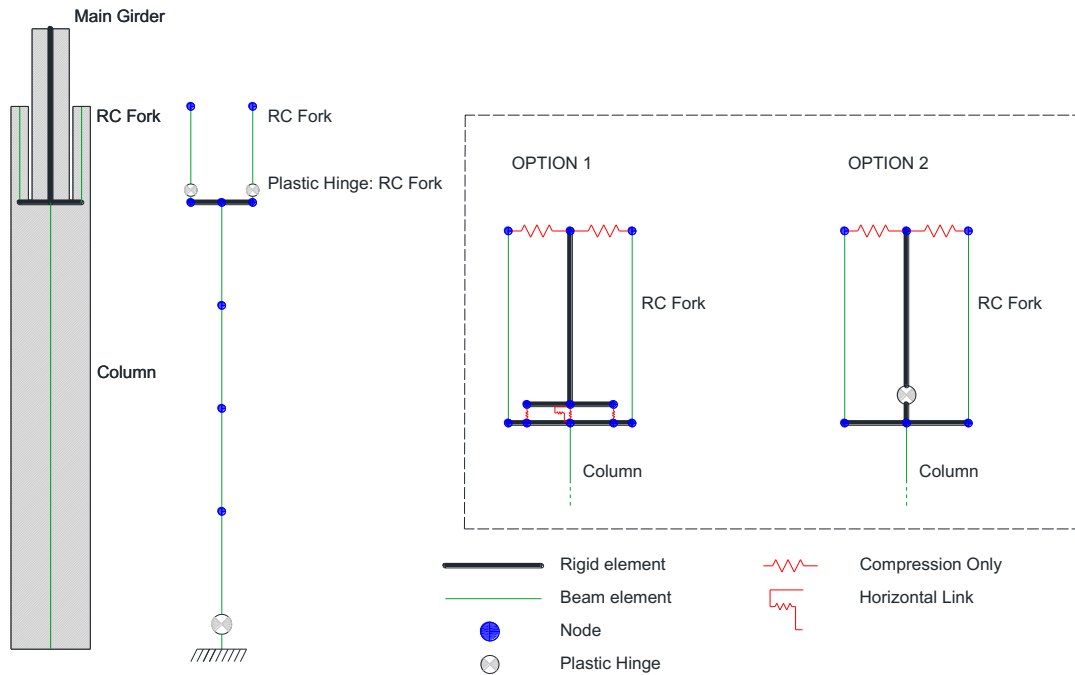 Main Girder
RC Fork
Column
RC Fork
Plastic Hinge: RC Fork
OPTION 1
RC Fork
Column
OPTION 2
RC Fork
Column
Rigid element
Beam element
Node
Plastic Hinge
Compression Only
Horizontal Link